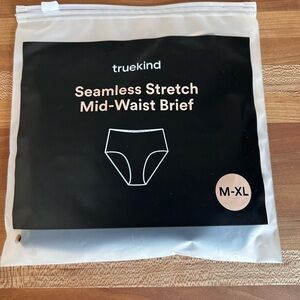 truekind
Seamless Stretch
Mid-Waist Brief
M-XL